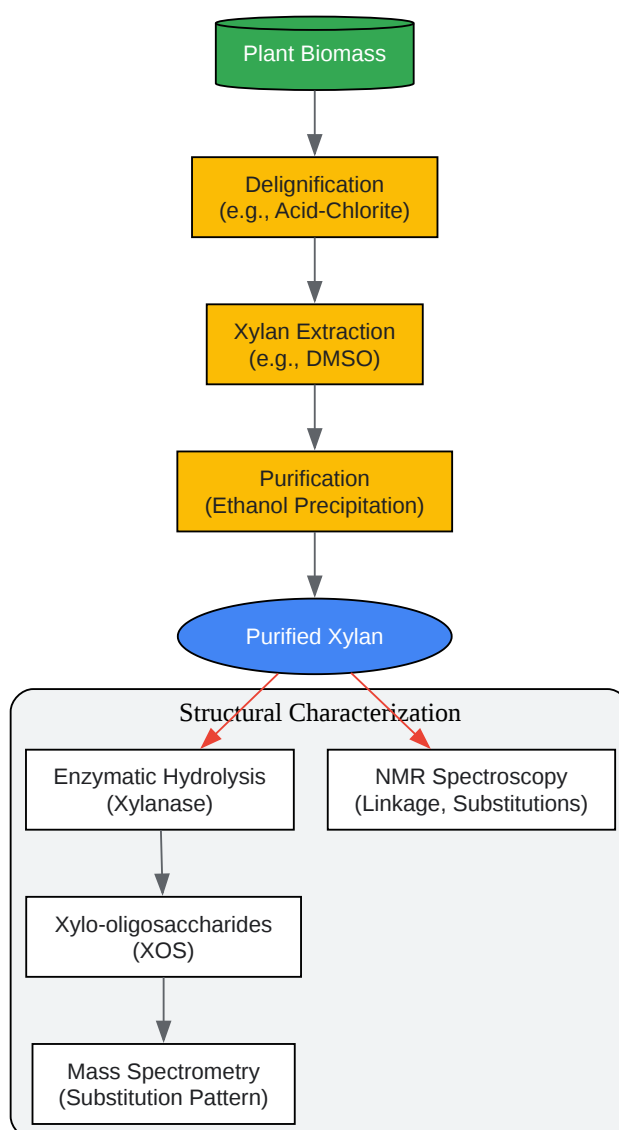 Plant Biomass
Delignification
(e.g., Acid-Chlorite)
Xylan Extraction
(e.g., DMSO)
Purification
(Ethanol Precipitation)
Purified Xylan
Structural Characterization
Enzymatic Hydrolysis
(Xylanase)
NMR Spectroscopy
(Linkage, Substitutions)
Xylo-oligosaccharides
(XOS)
Mass Spectrometry
(Substitution Pattern)